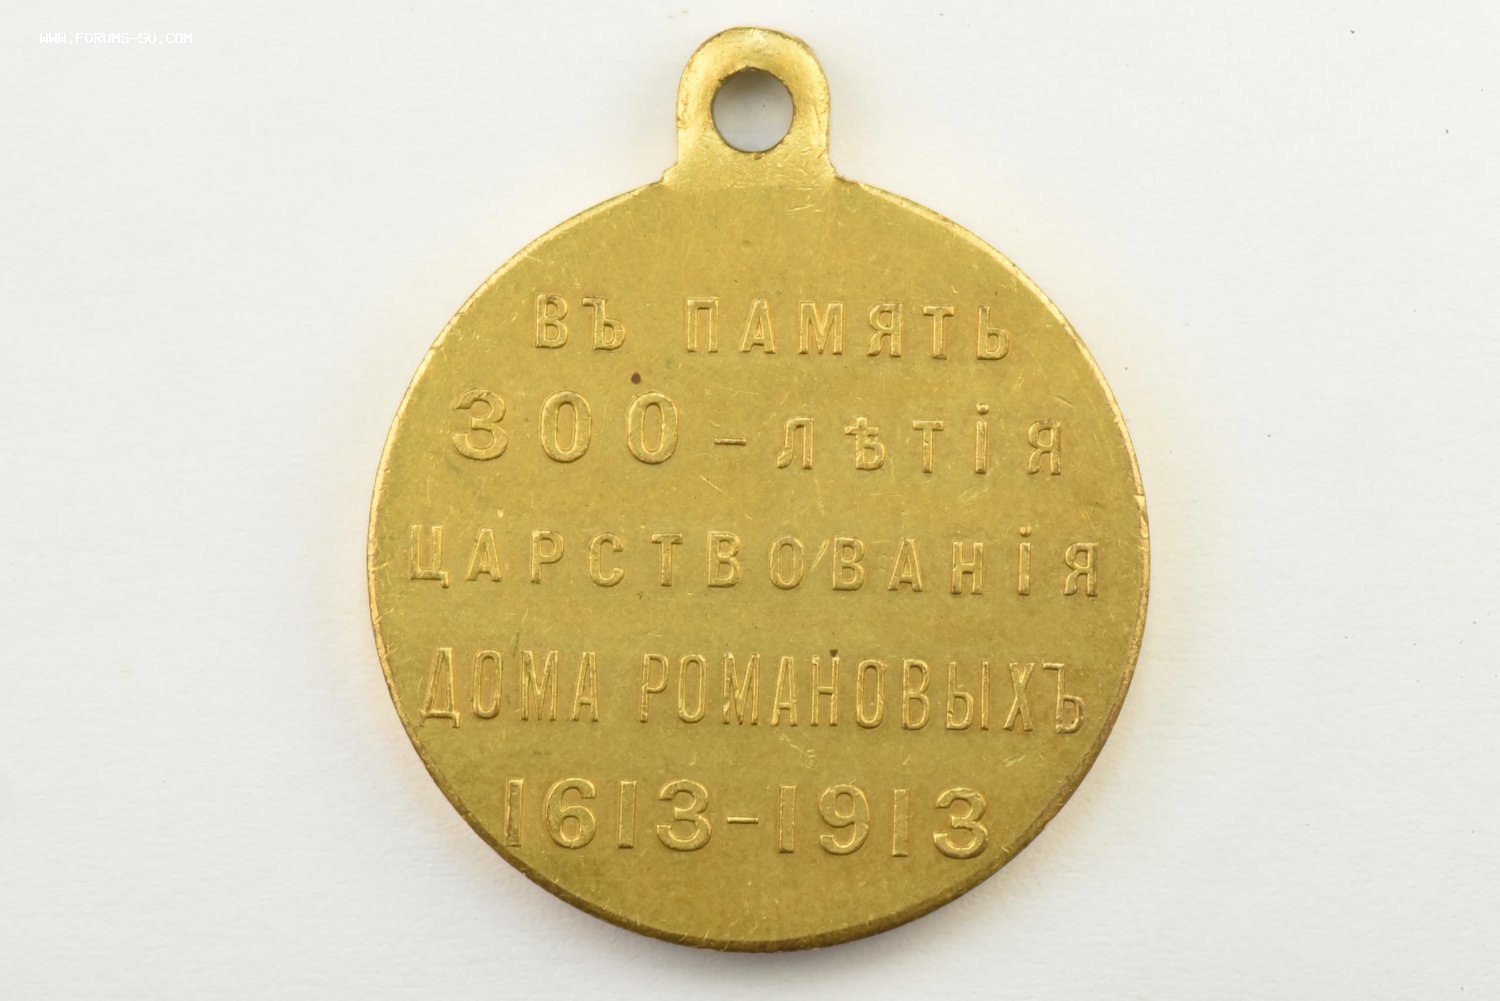 WWW.FORUMS-SU.COM
ВЪ ПАМЯТЬ
300-ЛѢТІЯ
ЦАРСТВОВАНІЯ
ДОМА РОМАНОВЫХЪ
1613-1913